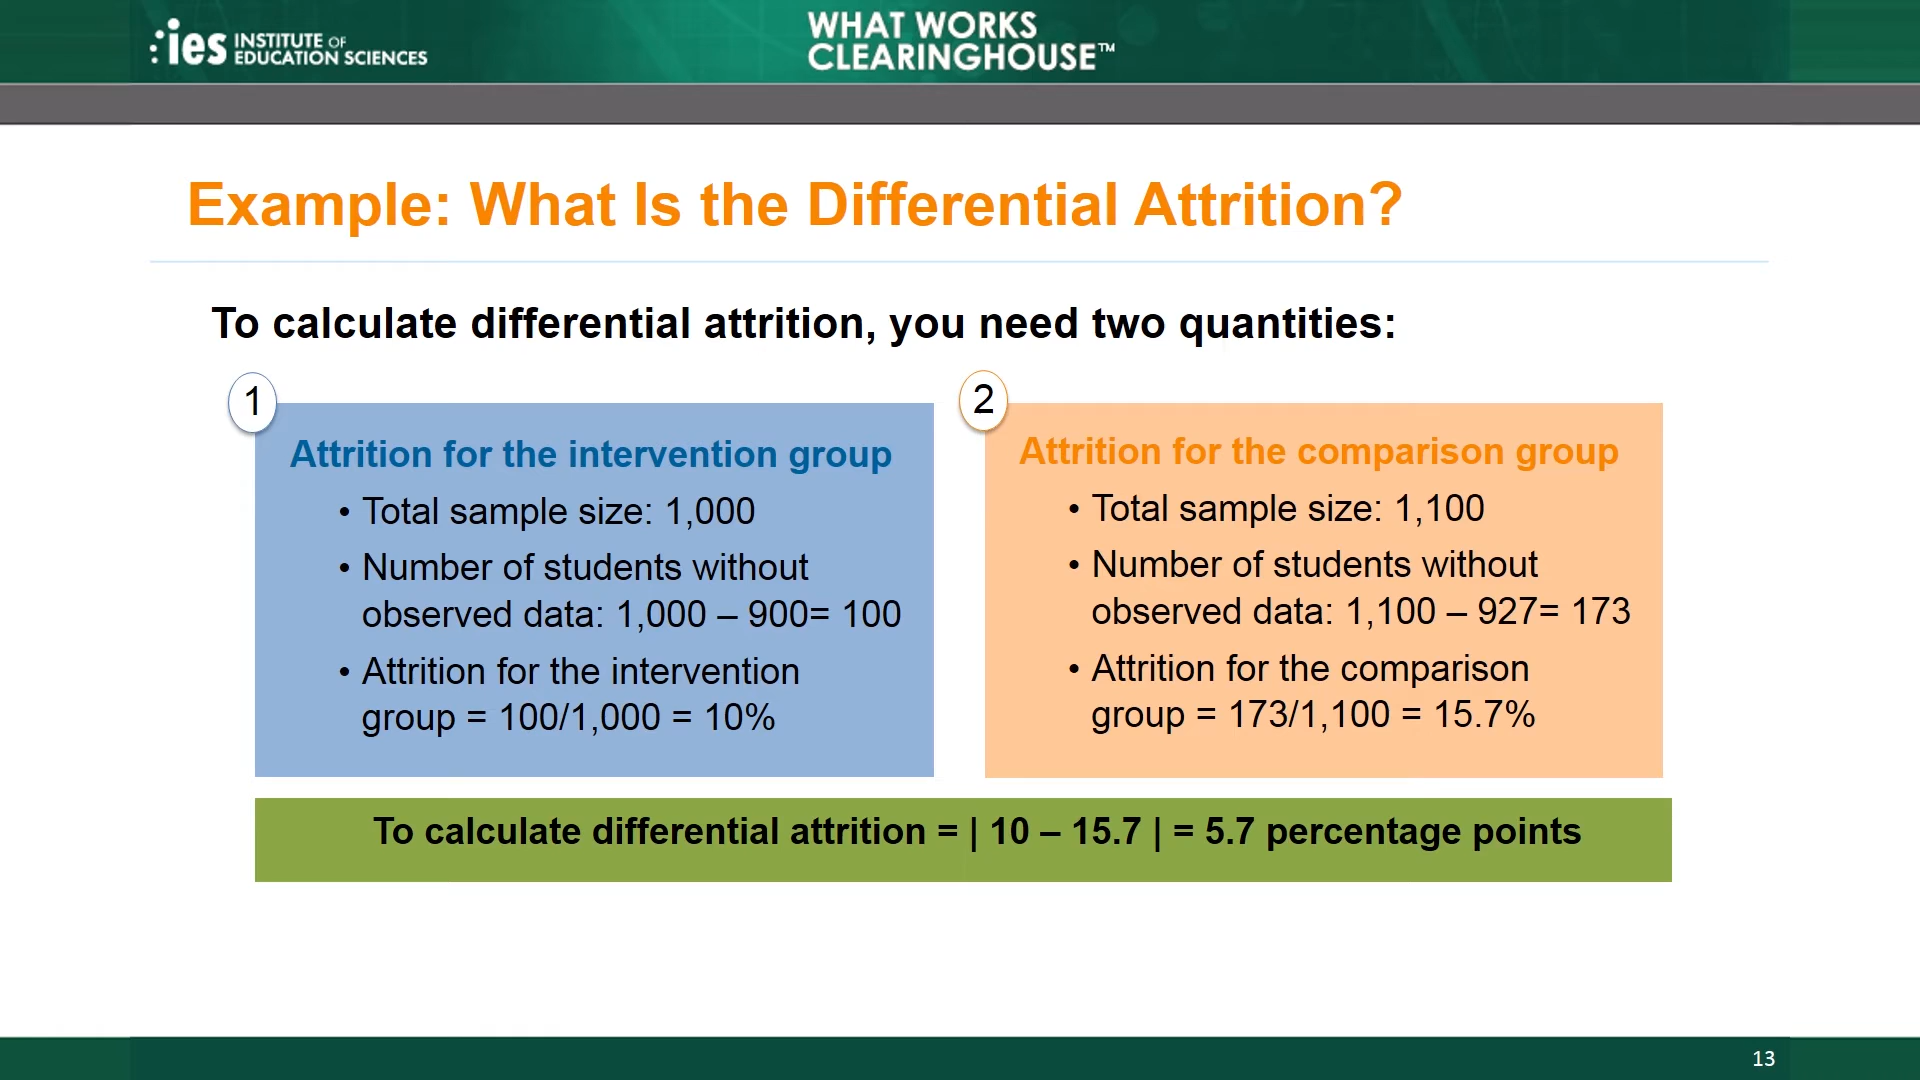 ies INSTITUTE OF
EDUCATION SCIENCES
WHAT WORKS
CLEARINGHOUSE™
Example: What Is the Differential Attrition?
To calculate differential attrition, you need two quantities:
1
Attrition for the intervention group
• Total sample size: 1,000
• Number of students without
observed data: 1,000 – 900= 100
• Attrition for the intervention
group = 100/1,000 = 10%
2
Attrition for the comparison group
• Total sample size: 1,100
• Number of students without
observed data: 1,100 – 927= 173
• Attrition for the comparison
group = 173/1,100 = 15.7%
To calculate differential attrition = | 10 – 15.7 | = 5.7 percentage points
13